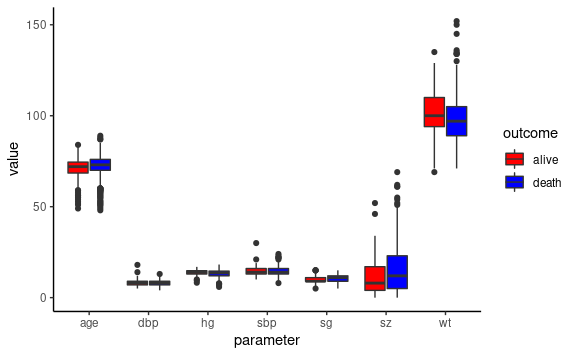 150
100
50
0
value
age dbp hg sbp sg sz wt
parameter
outcome
alive
death